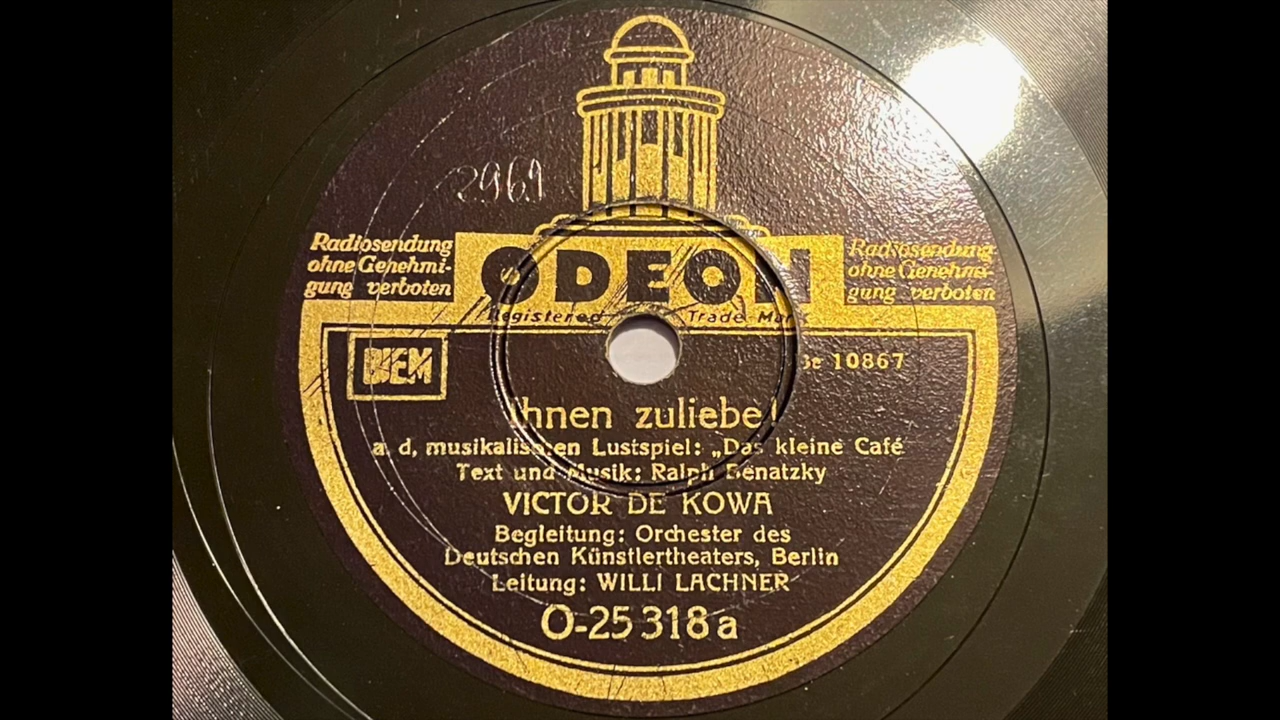 2969
Radiosendung
ohne Genehmi-
gung verboten
ODEON
Registered Trade Mark
Radiosendung
ohne Genehmi-
gung verboten
BIEM
Be 10867
Ihnen zuliebe!
a. d. musikalischen Lustspiel: „Das kleine Café
Text und Musik: Ralph Benatzky
VICTOR DE KOWA
Begleitung: Orchester des
Deutschen Künstlertheaters, Berlin
Leitung: WILLI LACHNER
O-25318a